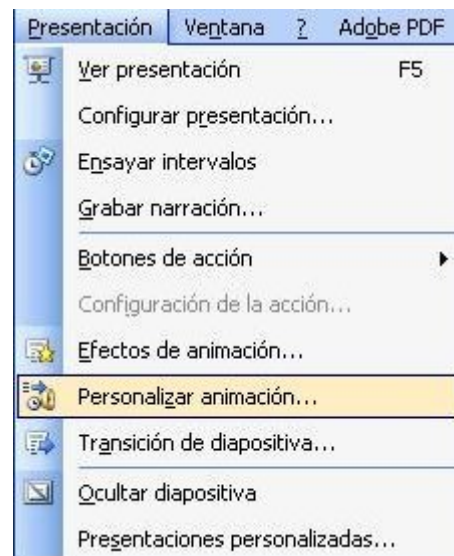 Presentación Ventana ? Adobe PDF
Ver presentación F5
Configurar presentación...
Ensayar intervalos
Grabar narración...
Botones de acción
Configuración de la acción...
Efectos de animación...
Personalizar animación...
Transición de diapositiva...
Ocultar diapositiva
Presentaciones personalizadas...